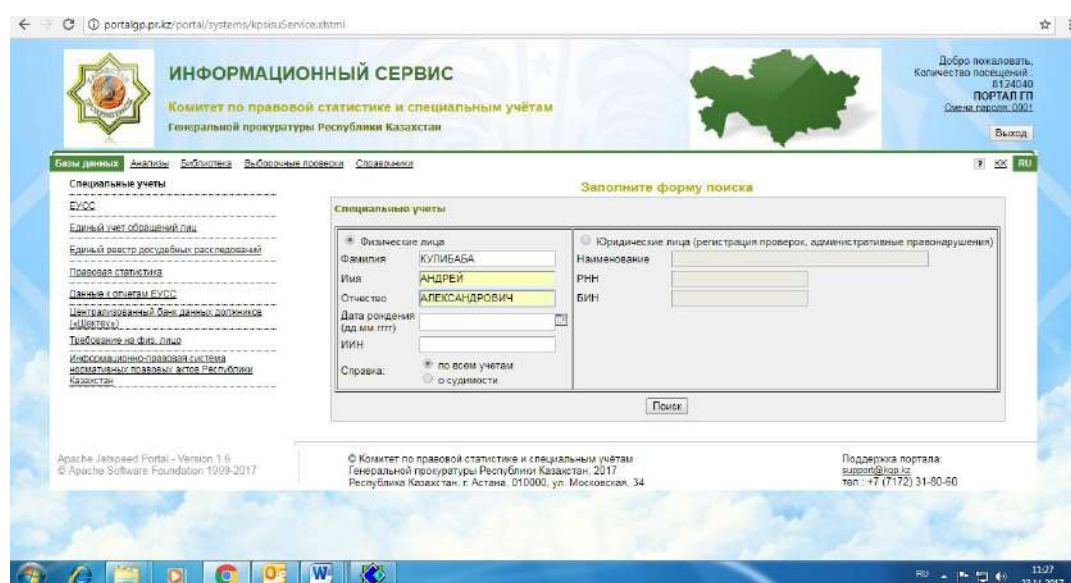 portalgp.pr.kz/portal/systems/kpsisuService.xhtml
ИНФОРМАЦИОННЫЙ СЕРВИС
Комитет по правовой статистике и специальным учётам
Генеральной прокуратуры Республики Казахстан
Добро пожаловать,
Количество посещений :
8124040
ПОРТАЛ ГП
Смена пароля: 0001
Выход
Базы данных Анализы Библиотека Выборочные проверки Справочники
? KK RU
Специальные учеты
ЕУСС
Единый учет обращений лиц
Единый реестр досудебных расследований
Правовая статистика
Данные к отчетам ЕУСС
Централизованный банк данных должников
(«Шектеу»)
Требование на физ. лицо
Информационно-правовая система
нормативных правовых актов Республики
Казахстан
Заполните форму поиска
Специальные учеты
Физические лица
Фамилия КУЛИБАБА
Имя АНДРЕЙ
Отчество АЛЕКСАНДРОВИЧ
Дата рождения
(дд.мм.гггг)
ИИН
Справка: по всем учетам
о судимости
Юридические лица (регистрация проверок, административные правонарушения)
Наименование
РНН
БИН
Поиск
Apache Jetspeed Portal - Version 1.6
© Apache Software Foundation 1999-2017
© Комитет по правовой статистике и специальным учётам
Генеральной прокуратуры Республики Казахстан, 2017
Республика Казахстан, г. Астана, 010000, ул. Московская, 34
Поддержка портала:
support@kgp.kz
тел.: +7 (7172) 31-80-60
RU
11:27